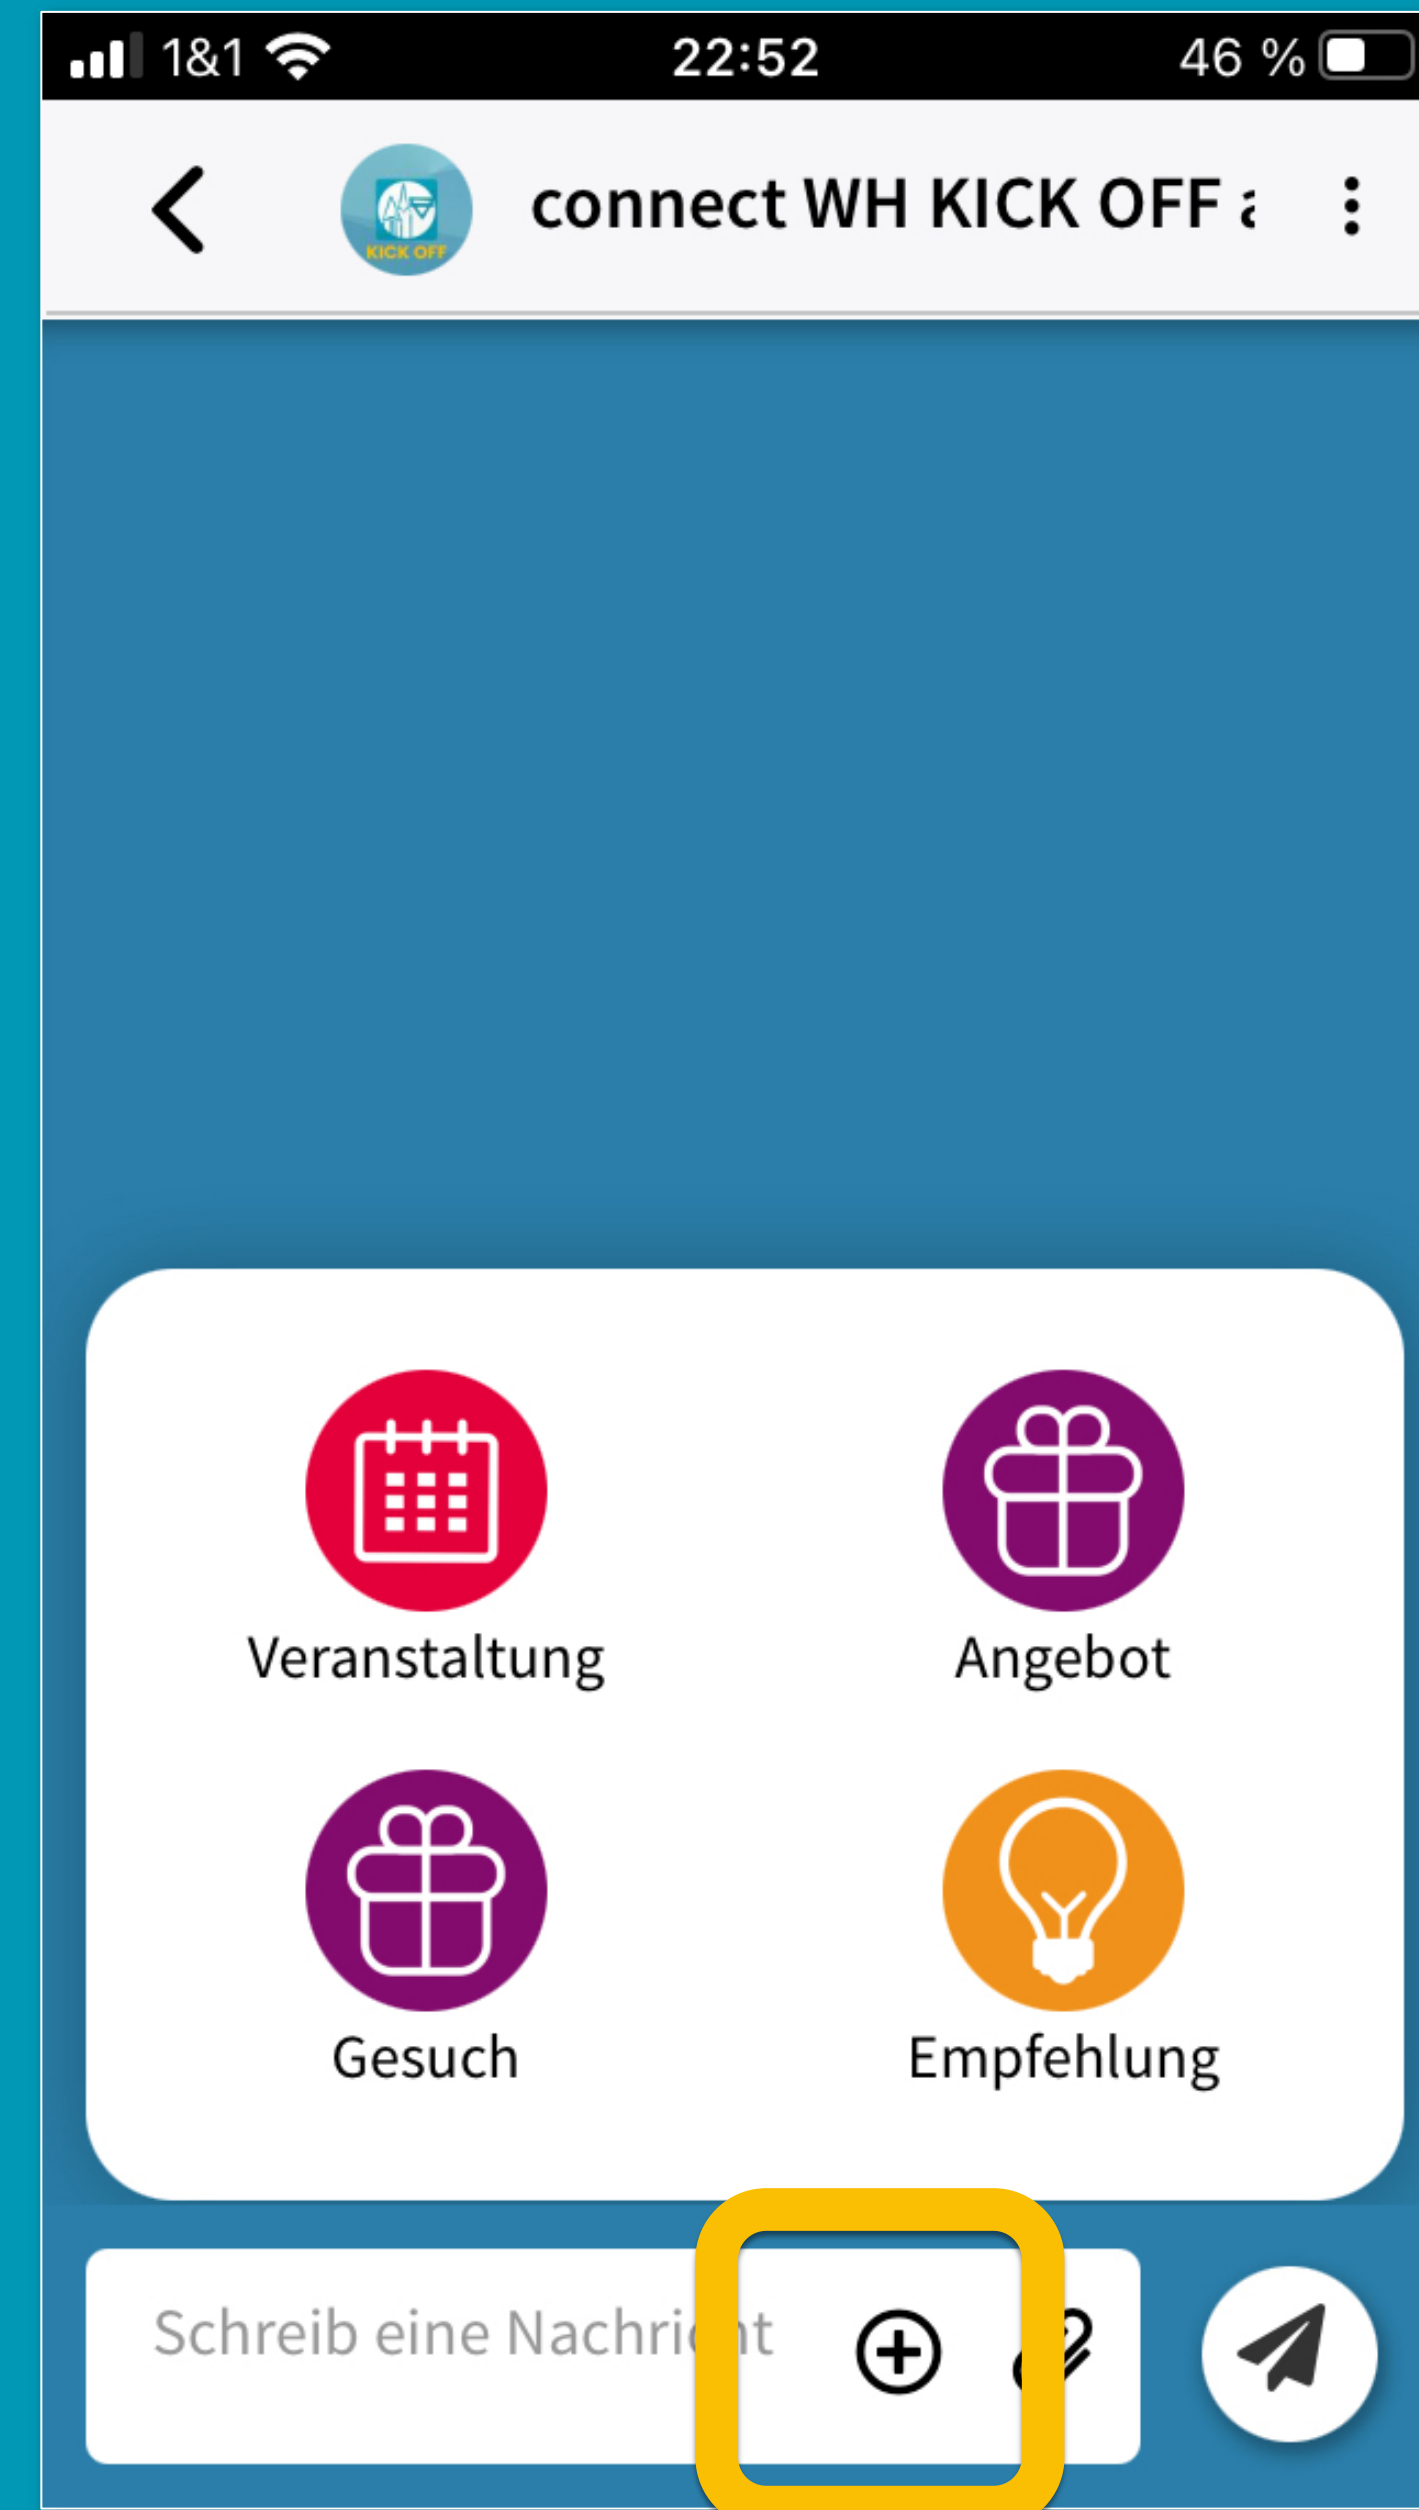 1&1 22:52 46 %
KICK OFF
connect WH KICK OFF
Veranstaltung Angebot
Gesuch Empfehlung
Schreib eine Nachricht